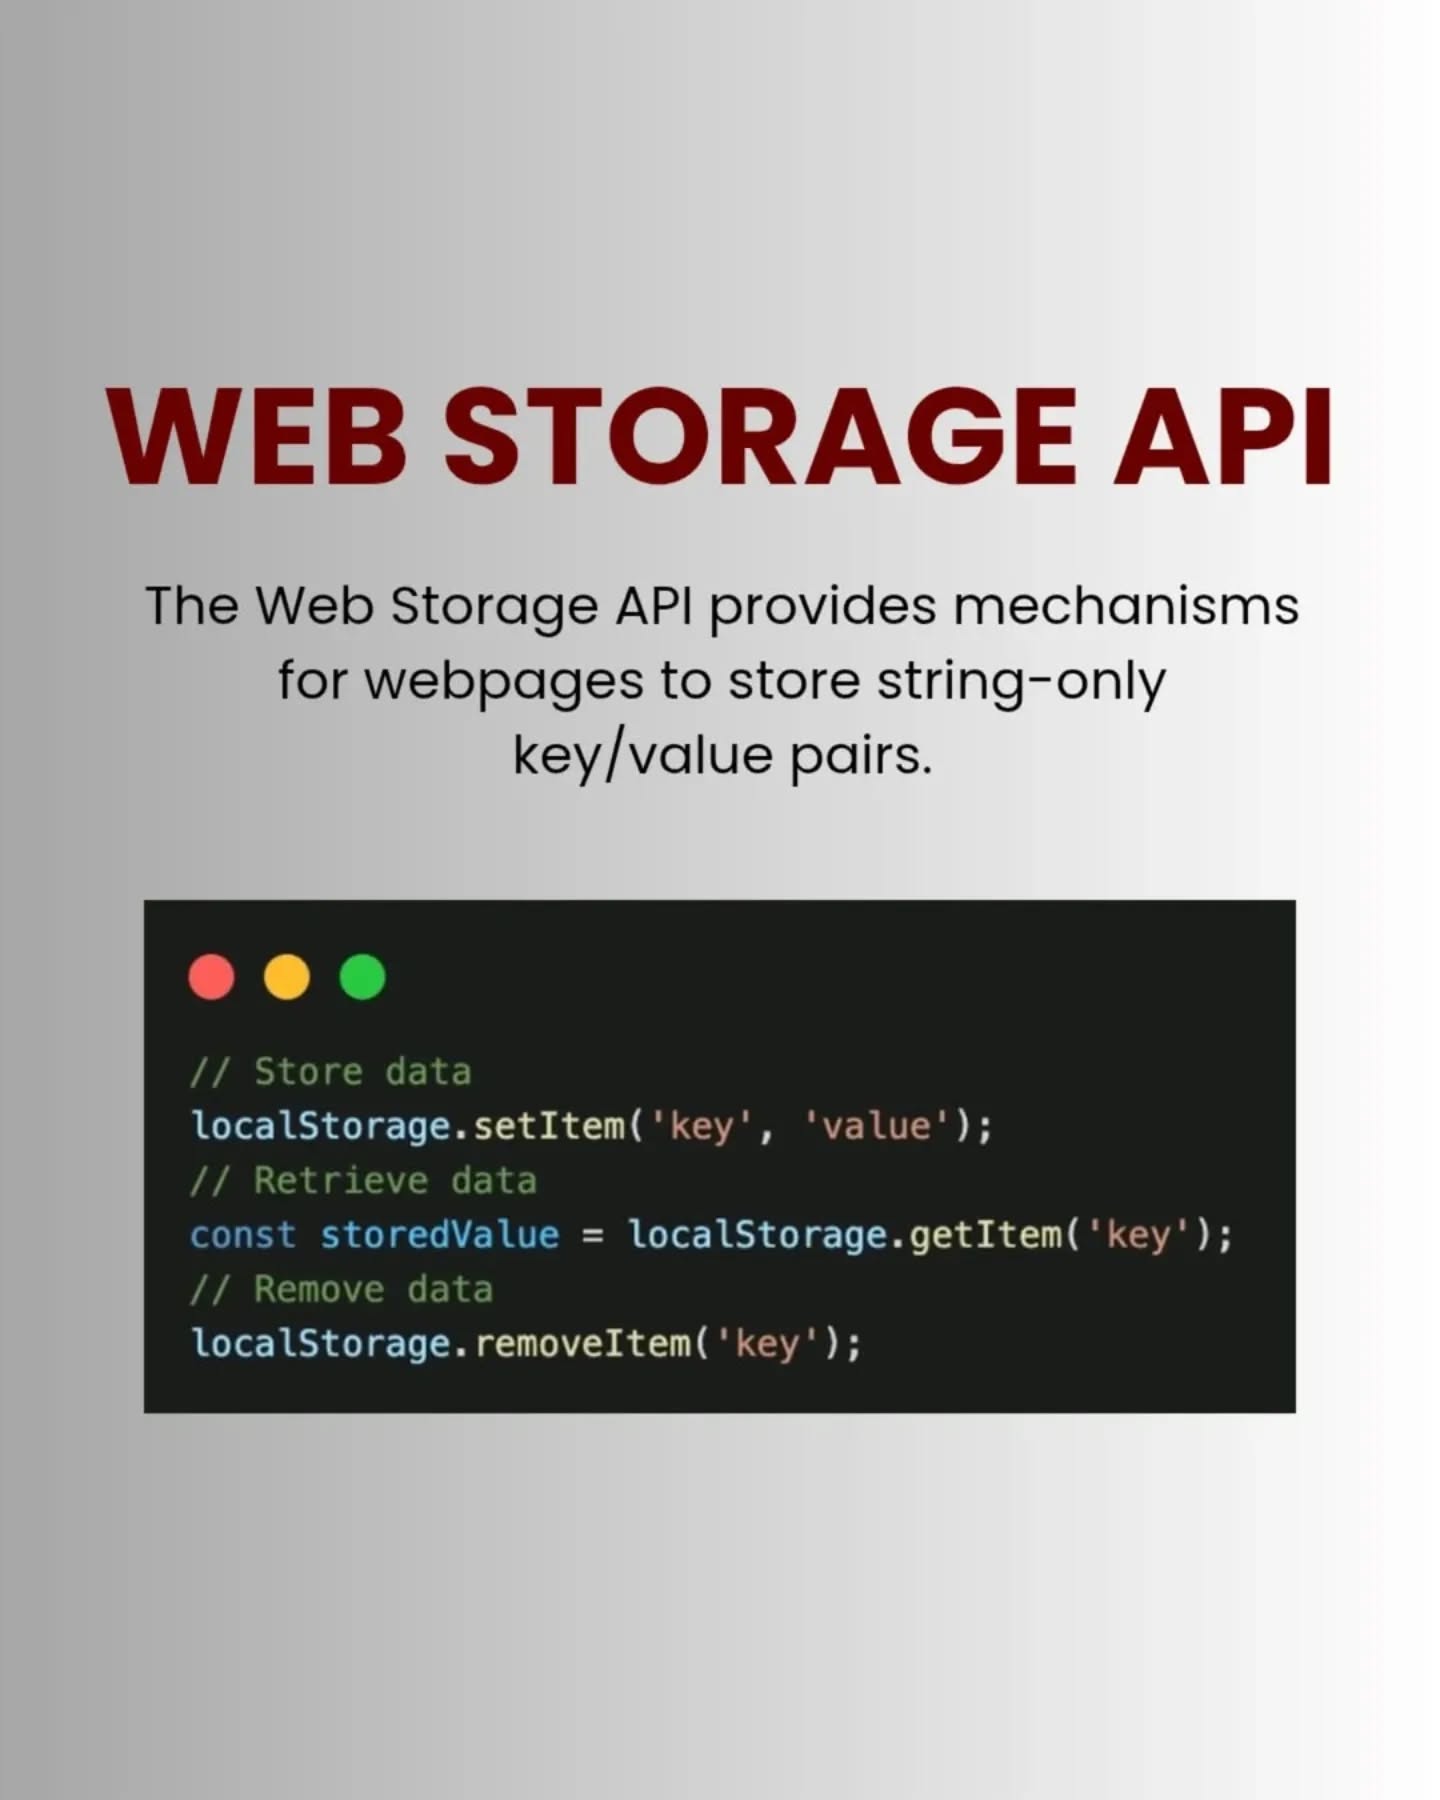 WEB STORAGE API
The Web Storage API provides mechanisms
for webpages to store string-only
key/value pairs.
// Store data
localStorage.setItem('key', 'value');
// Retrieve data
const storedValue = localStorage.getItem('key');
// Remove data
localStorage.removeItem('key');